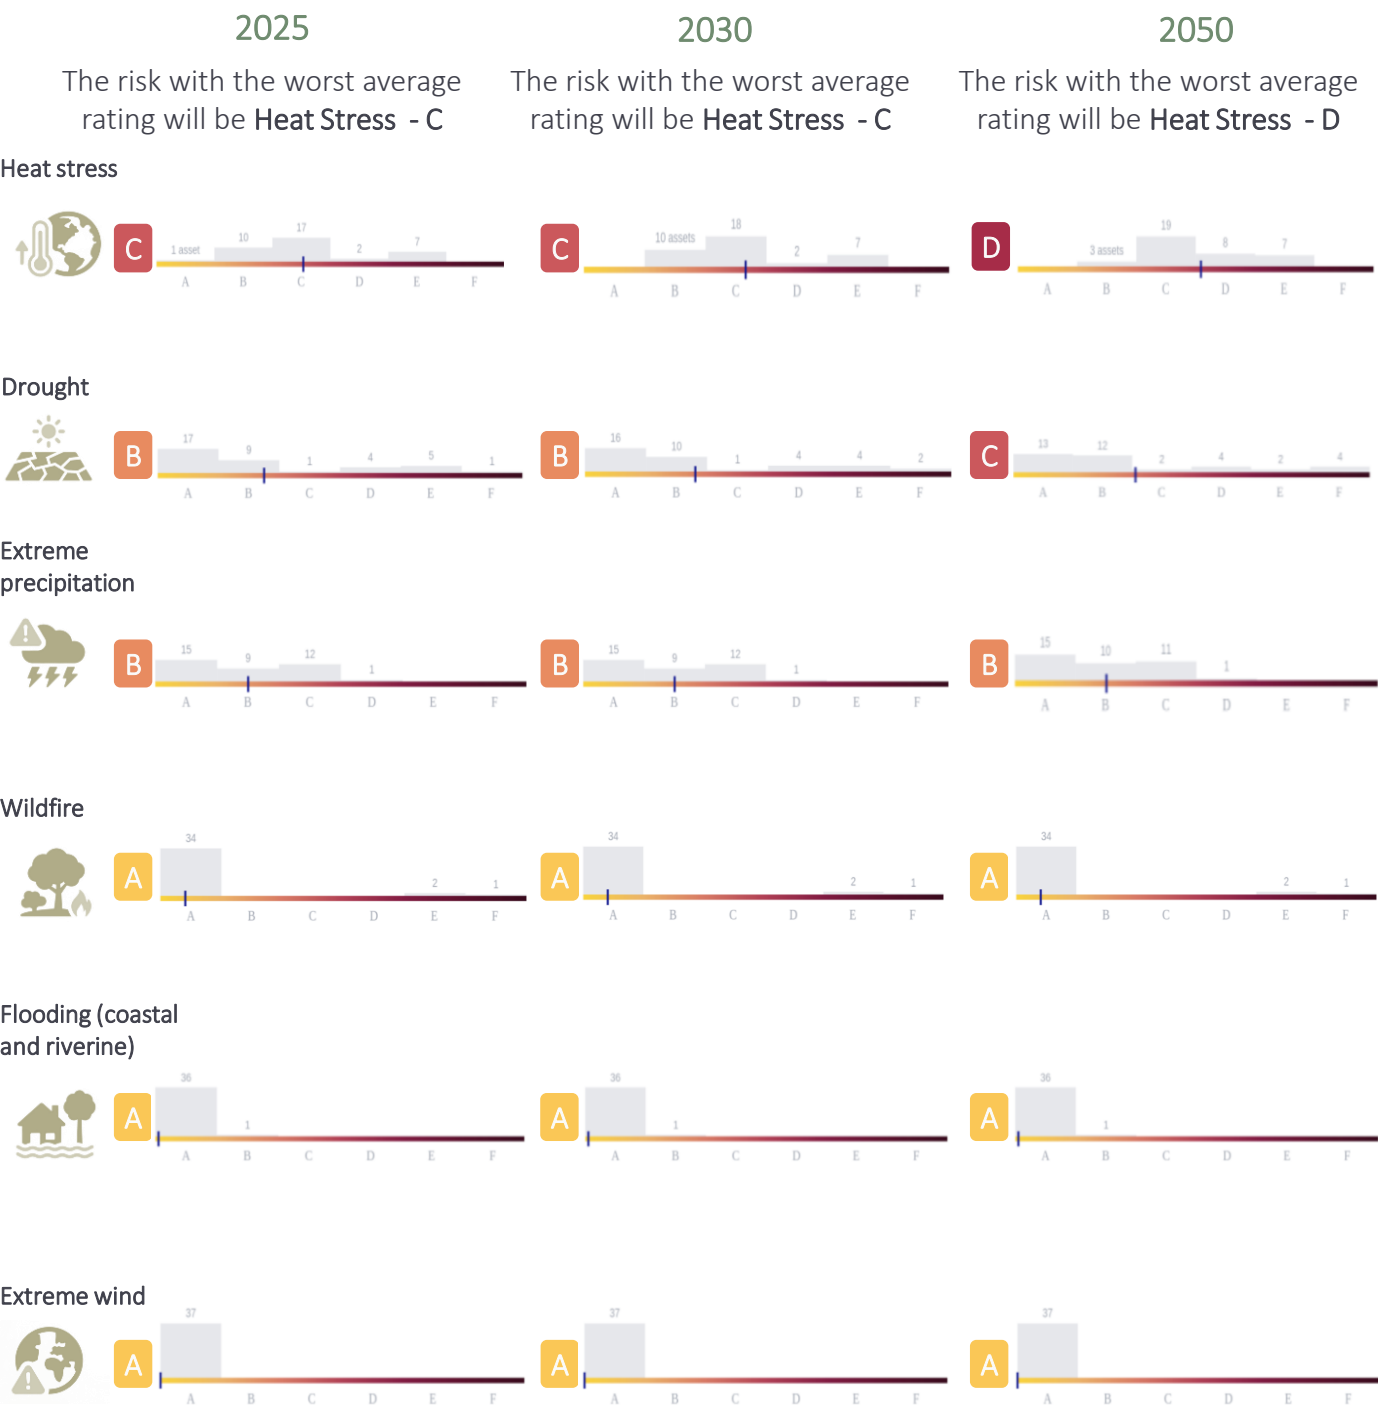 2025
2030
2050
The risk with the worst average
rating will be Heat Stress - C
The risk with the worst average
rating will be Heat Stress - C
The risk with the worst average
rating will be Heat Stress - D
Heat stress
C
1 asset 10 17 2 7
A B C D E F
C
10 assets 18 2 7
A B C D E F
D
3 assets 19 8 7
A B C D E F
Drought
B
17 9 1 4 5 1
A B C D E F
B
16 10 1 4 4 2
A B C D E F
C
13 12 2 4 2 4
A B C D E F
Extreme
precipitation
B
15 9 12 1
A B C D E F
B
15 9 12 1
A B C D E F
B
15 10 11 1
A B C D E F
Wildfire
A
34 2 1
A B C D E F
A
34 2 1
A B C D E F
A
34 2 1
A B C D E F
Flooding (coastal
and riverine)
A
36 1
A B C D E F
A
36 1
A B C D E F
A
36 1
A B C D E F
Extreme wind
A
37
A B C D E F
A
37
A B C D E F
A
37
A B C D E F